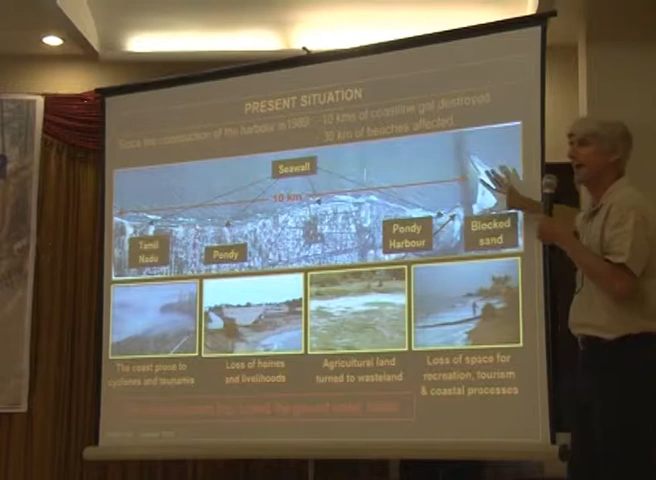 PRESENT SITUATION
Since the construction of the harbour in 1989: 10 kms of coastline got destroyed
30 km of beaches affected
Seawall
10 km
Tamil
Nadu
Pondy
Pondy
Harbour
Blocked
sand
The coast prone to
cyclones and tsunamis
Loss of homes
and livelihoods
Agricultural land
turned to wasteland
Loss of space for
recreation, tourism
& coastal processes